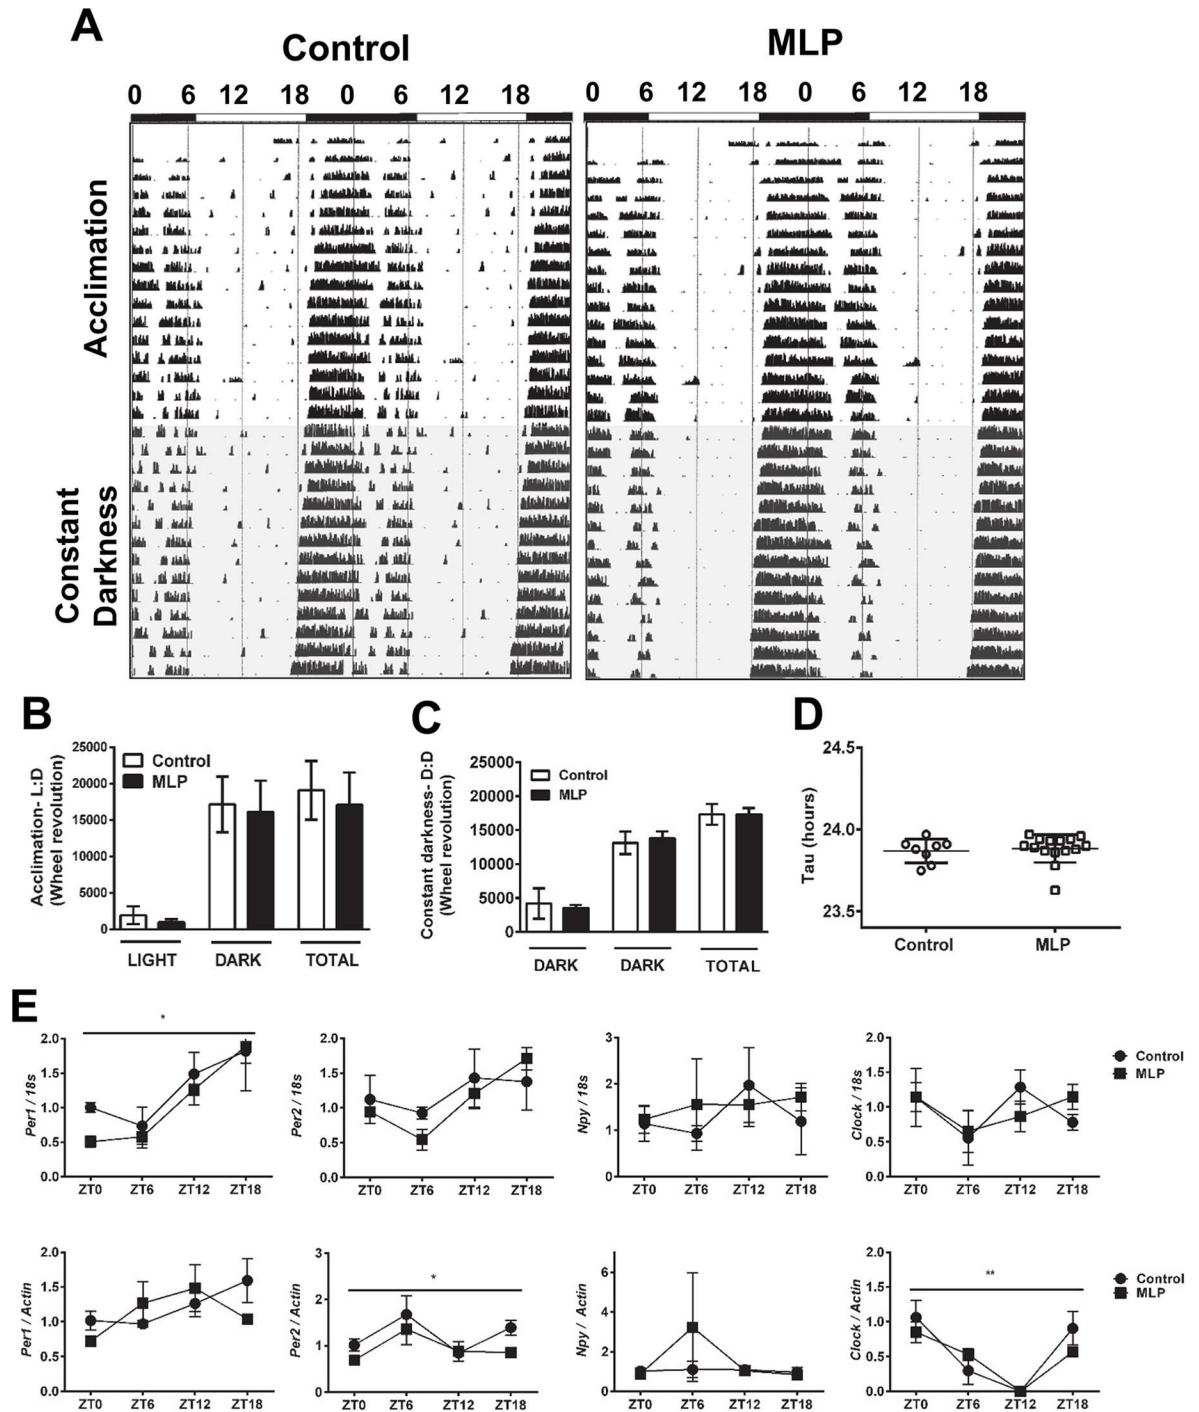 A
Control
MLP
0 6 12 18 0 6 12 18
0 6 12 18 0 6 12 18
Acclimation
Constant
Darkness
B
Acclimation- L:D
(Wheel revolution)
25000
20000
15000
10000
5000
0
Control
MLP
LIGHT DARK TOTAL
C
Constant darkness- D:D
(Wheel revolution)
25000
25000
20000
15000
10000
5000
0
Control
MLP
DARK DARK TOTAL
D
Tau (hours)
24.5
24.0
23.5
Control MLP
E
*
Per1 / 18s
2.0
1.5
1.0
0.5
0.0
ZT0 ZT6 ZT12 ZT18
Per2 / 18s
2.0
1.5
1.0
0.5
0.0
ZT0 ZT6 ZT12 ZT18
Npy / 18s
3
2
1
0
ZT0 ZT6 ZT12 ZT18
Clock / 18s
2.0
1.5
1.0
0.5
0.0
ZT0 ZT6 ZT12 ZT18
Control
MLP
Per1 / Actin
2.0
1.5
1.0
0.5
0.0
ZT0 ZT6 ZT12 ZT18
*
Per2 / Actin
3
2
1
0
ZT0 ZT6 ZT12 ZT18
Npy / Actin
6
4
2
0
ZT0 ZT6 ZT12 ZT18
**
Clock / Actin
2.0
1.5
1.0
0.5
0.0
ZT0 ZT6 ZT12 ZT18
Control
MLP